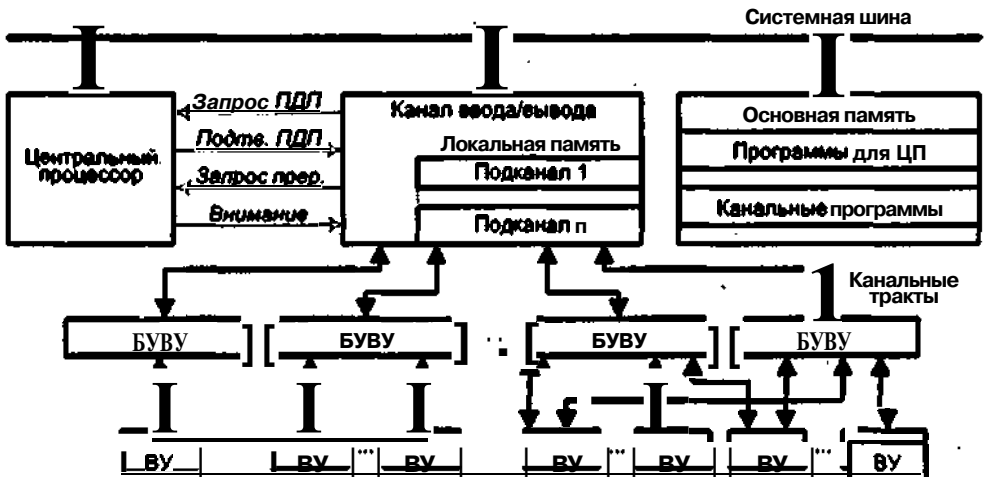 Системная шина
Запрос ПДП
Канал ввода/вывода
Основная память
Подтв. ПДП
Локальная память
Программы для ЦП
Центральный
процессор
Запрос прер.
Подканал 1
Внимание
Подканал п
Канальные программы
Канальные
тракты
БУВУ
БУВУ
БУВУ
БУВУ
ВУ
ВУ
...
ВУ
ВУ
...
ВУ
ВУ
...
ВУ